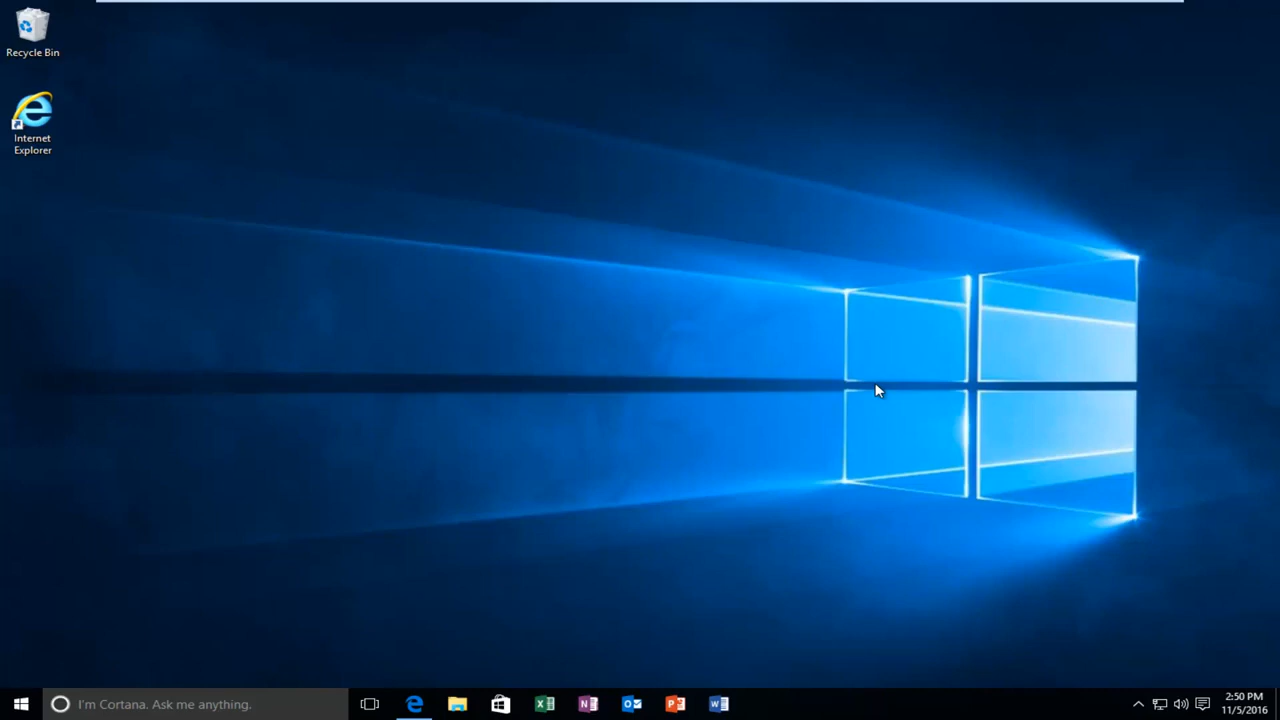 Recycle Bin
Internet
Explorer
I'm Cortana. Ask me anything.
2:50 PM
11/5/2016